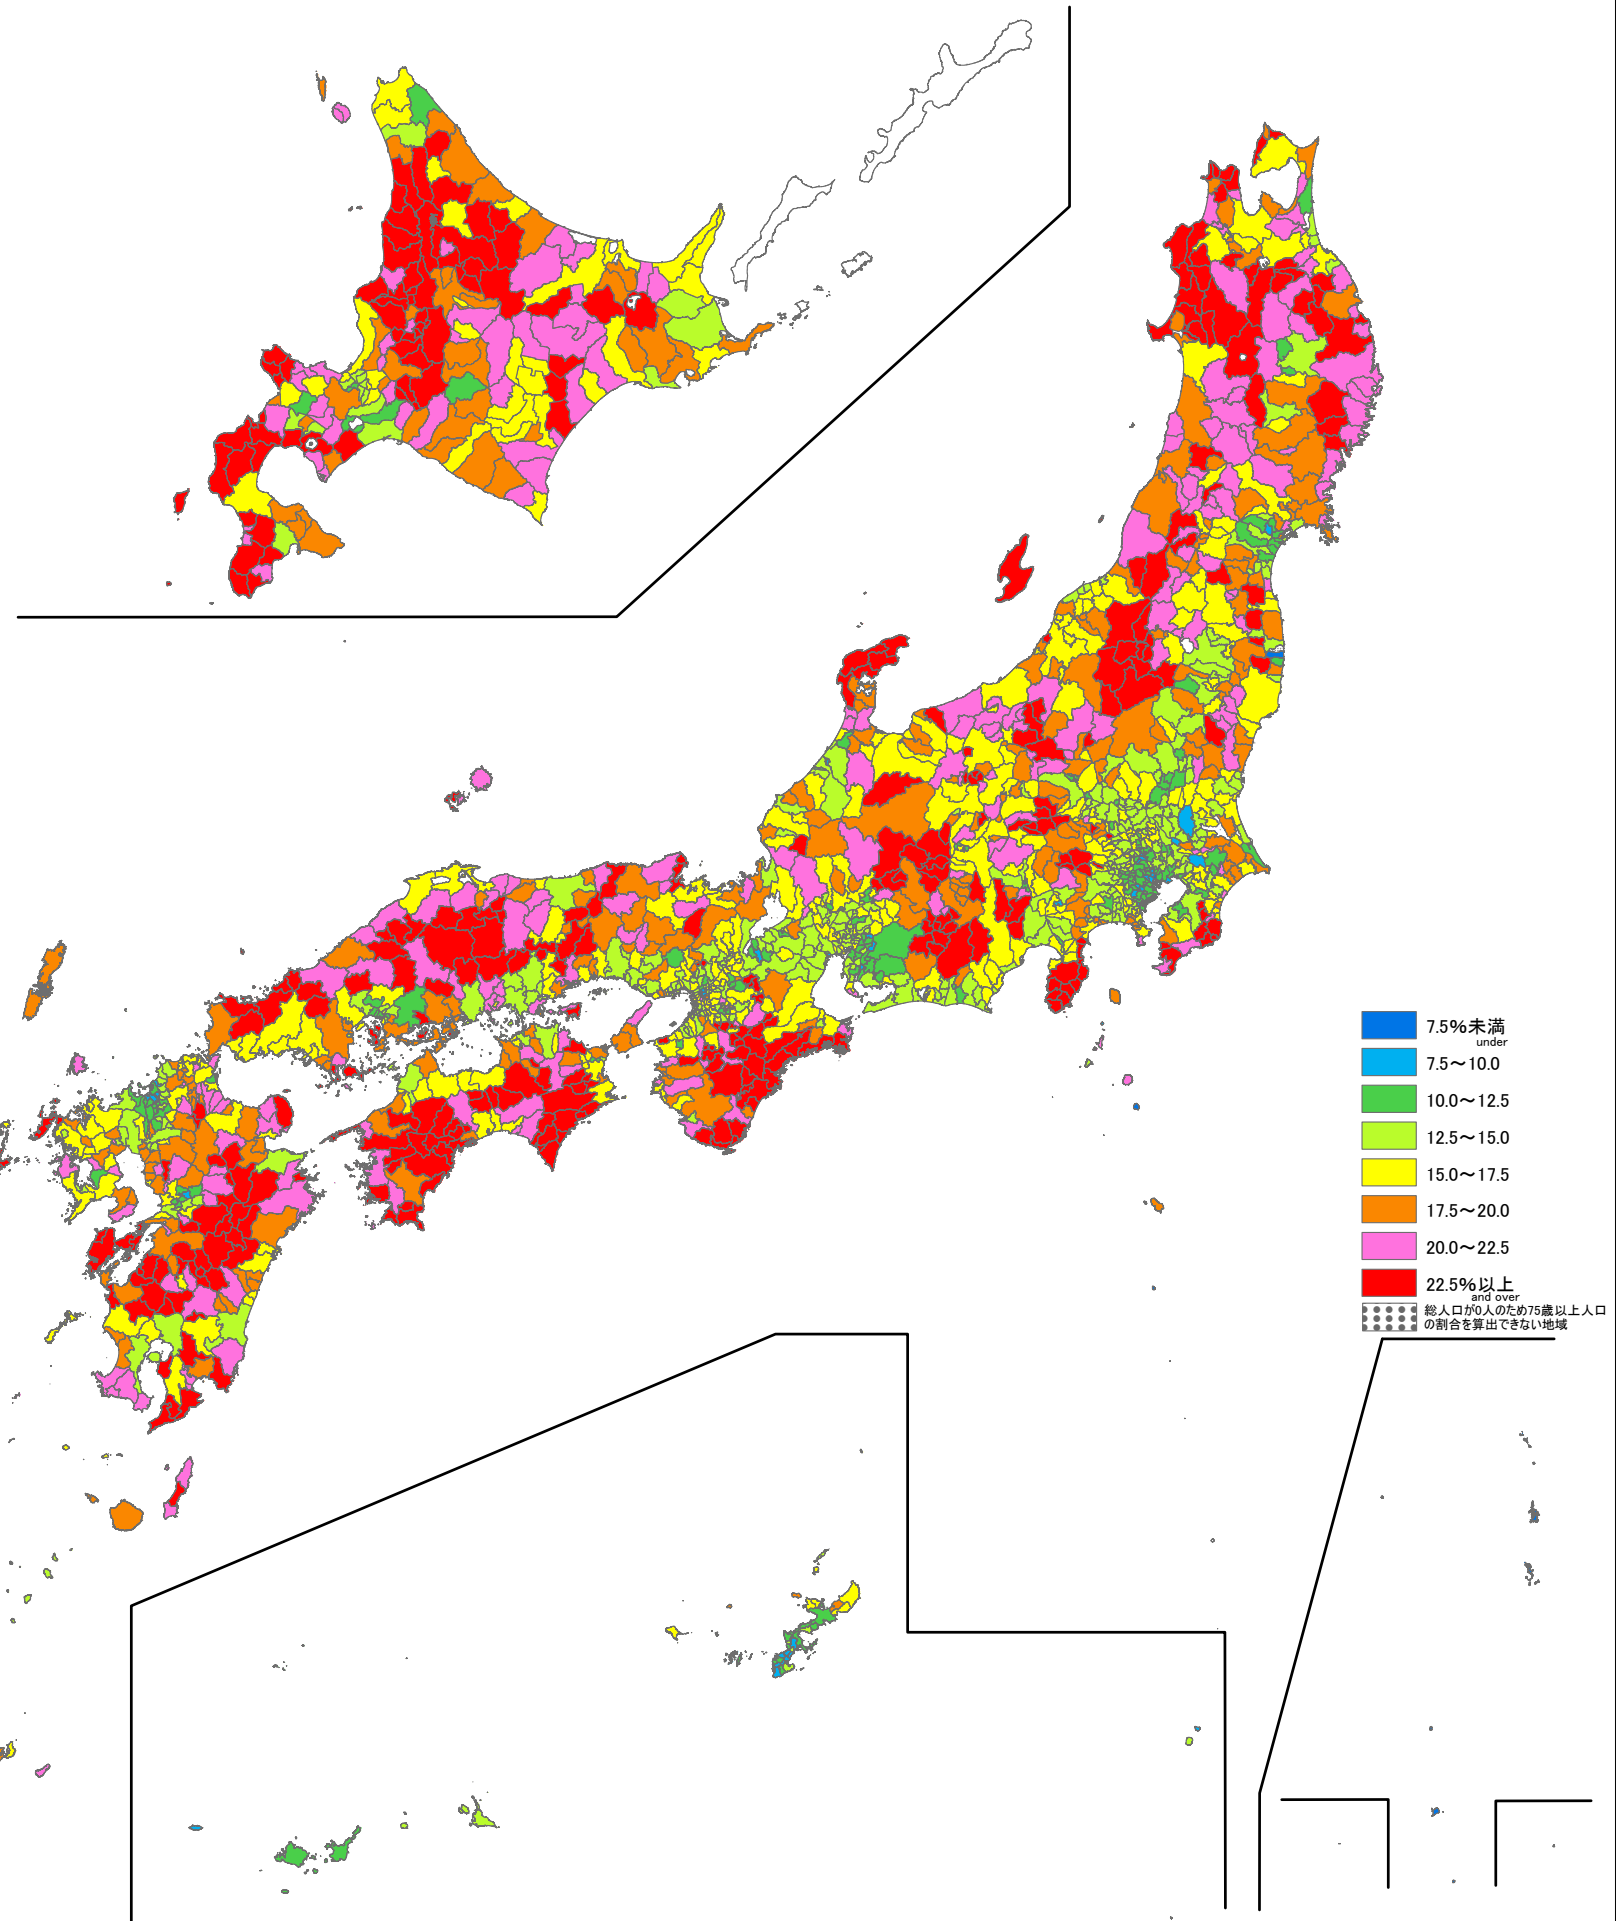 7.5%未満
under
7.5～10.0
10.0～12.5
12.5～15.0
15.0～17.5
17.5～20.0
20.0～22.5
22.5%以上
and over
総人口が0人のため75歳以上人口
の割合を算出できない地域